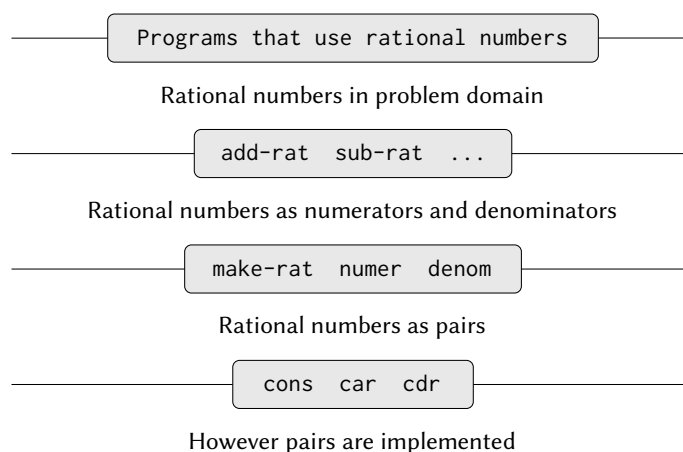 Programs that use rational numbers
Rational numbers in problem domain
add-rat sub-rat ...
Rational numbers as numerators and denominators
make-rat numer denom
Rational numbers as pairs
cons car cdr
However pairs are implemented